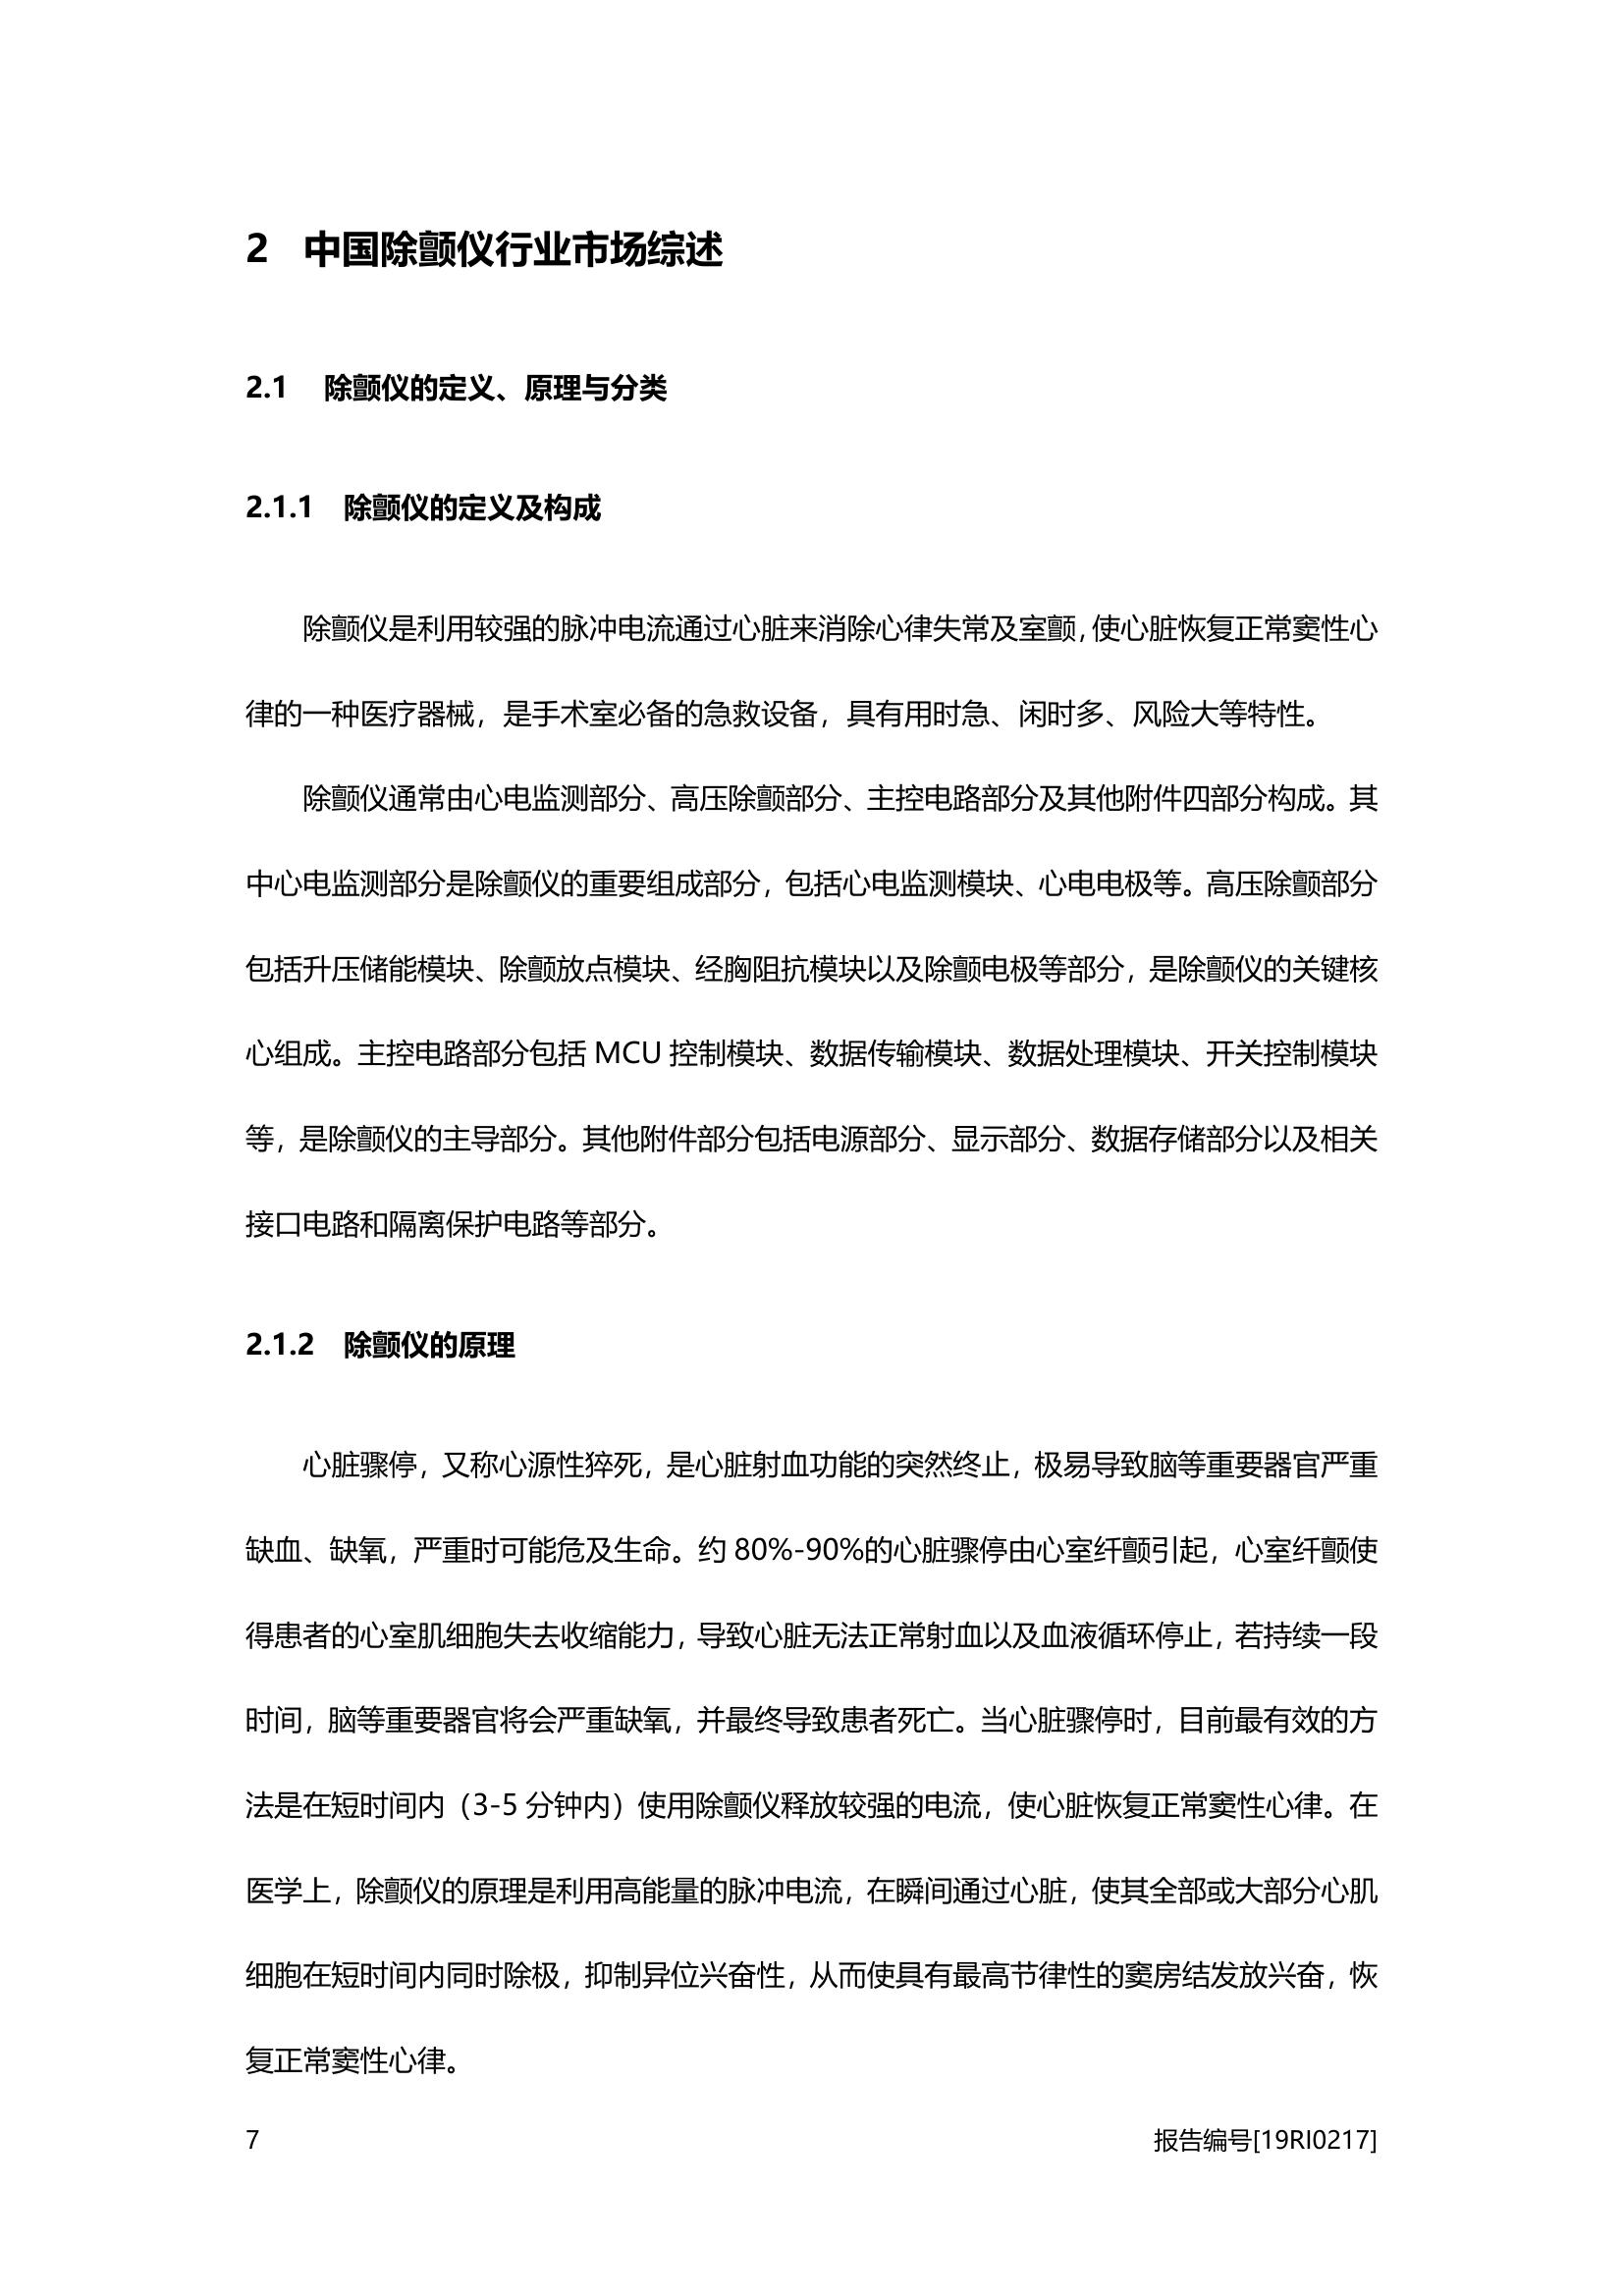 2 中国除颤仪行业市场综述
2.1 除颤仪的定义、原理与分类
2.1.1 除颤仪的定义及构成
除颤仪是利用较强的脉冲电流通过心脏来消除心律失常及室颤，使心脏恢复正常窦性心
律的一种医疗器械，是手术室必备的急救设备，具有用时急、闲时多、风险大等特性。
除颤仪通常由心电监测部分、高压除颤部分、主控电路部分及其他附件四部分构成。其
中心电监测部分是除颤仪的重要组成部分，包括心电监测模块、心电电极等。高压除颤部分
包括升压储能模块、除颤放点模块、经胸阻抗模块以及除颤电极等部分，是除颤仪的关键核
心组成。主控电路部分包括 MCU 控制模块、数据传输模块、数据处理模块、开关控制模块
等，是除颤仪的主导部分。其他附件部分包括电源部分、显示部分、数据存储部分以及相关
接口电路和隔离保护电路等部分。
2.1.2 除颤仪的原理
心脏骤停，又称心源性猝死，是心脏射血功能的突然终止，极易导致脑等重要器官严重
缺血、缺氧，严重时可能危及生命。约 80%-90%的心脏骤停由心室纤颤引起，心室纤颤使
得患者的心室肌细胞失去收缩能力，导致心脏无法正常射血以及血液循环停止，若持续一段
时间，脑等重要器官将会严重缺氧，并最终导致患者死亡。当心脏骤停时，目前最有效的方
法是在短时间内（3-5 分钟内）使用除颤仪释放较强的电流，使心脏恢复正常窦性心律。在
医学上，除颤仪的原理是利用高能量的脉冲电流，在瞬间通过心脏，使其全部或大部分心肌
细胞在短时间内同时除极，抑制异位兴奋性，从而使具有最高节律性的窦房结发放兴奋，恢
复正常窦性心律。
7 报告编号[19RI0217]